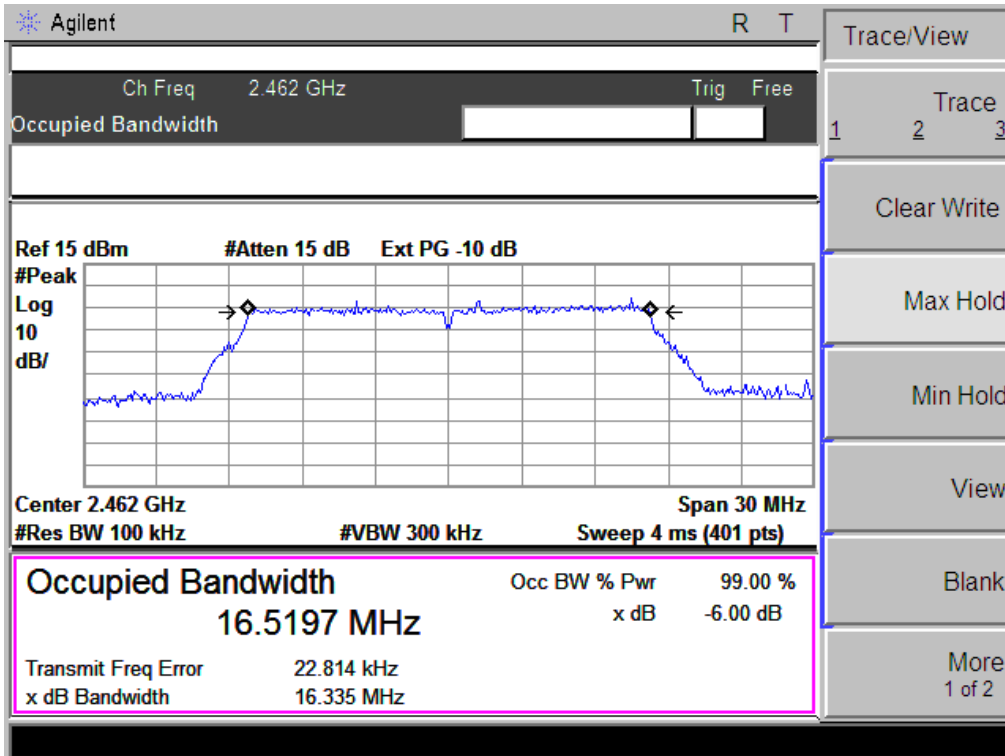 Agilent R T
Trace/View
Ch Freq 2.462 GHz Trig Free
Occupied Bandwidth
Trace
1 2 3
Clear Write
Ref 15 dBm #Atten 15 dB Ext PG -10 dB
#Peak
Log
10
dB/
Max Hold
Min Hold
Center 2.462 GHz Span 30 MHz
#Res BW 100 kHz #VBW 300 kHz Sweep 4 ms (401 pts)
View
Occupied Bandwidth Occ BW % Pwr 99.00 %
16.5197 MHz x dB -6.00 dB
Blank
Transmit Freq Error 22.814 kHz
x dB Bandwidth 16.335 MHz
More
1 of 2